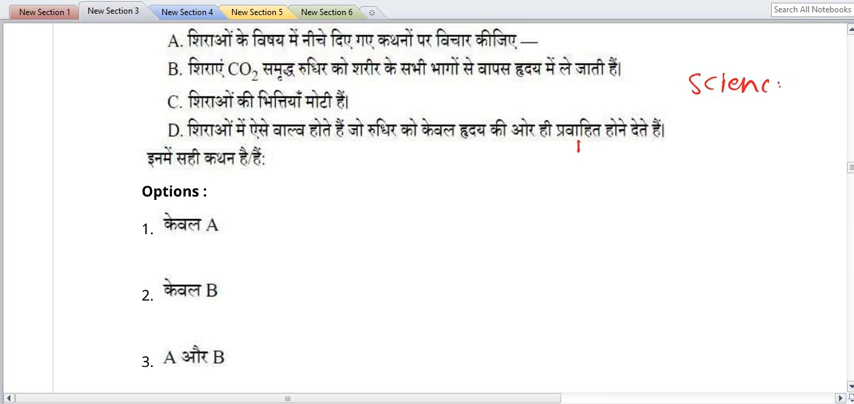 New Section 1 New Section 3 New Section 4 New Section 5 New Section 6 Search All Notebooks
A. शिराओं के विषय में नीचे दिए गए कथनों पर विचार कीजिए —
B. शिराएं CO₂ समृद्ध रुधिर को शरीर के सभी भागों से वापस हृदय में ले जाती हैं।
Scienc
C. शिराओं की भित्तियाँ मोटी हैं।
D. शिराओं में ऐसे वाल्व होते हैं जो रुधिर को केवल हृदय की ओर ही प्रवाहित होने देते हैं।
इनमें सही कथन है/हैं:
Options :
1. केवल A
2. केवल B
3. A और B